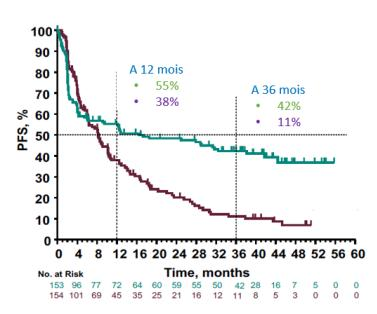 100
90
80
70
60
50
40
30
20
10
0
PFS, %
A 12 mois
55%
38%
A 36 mois
42%
11%
0 4 8 12 16 20 24 28 32 36 40 44 48 52 56 60
No. at Risk
Time, months
153 96 77 72 64 60 59 55 50 42 28 16 7 5 0 0
154 101 69 45 35 25 21 16 12 11 8 5 3 0 0 0